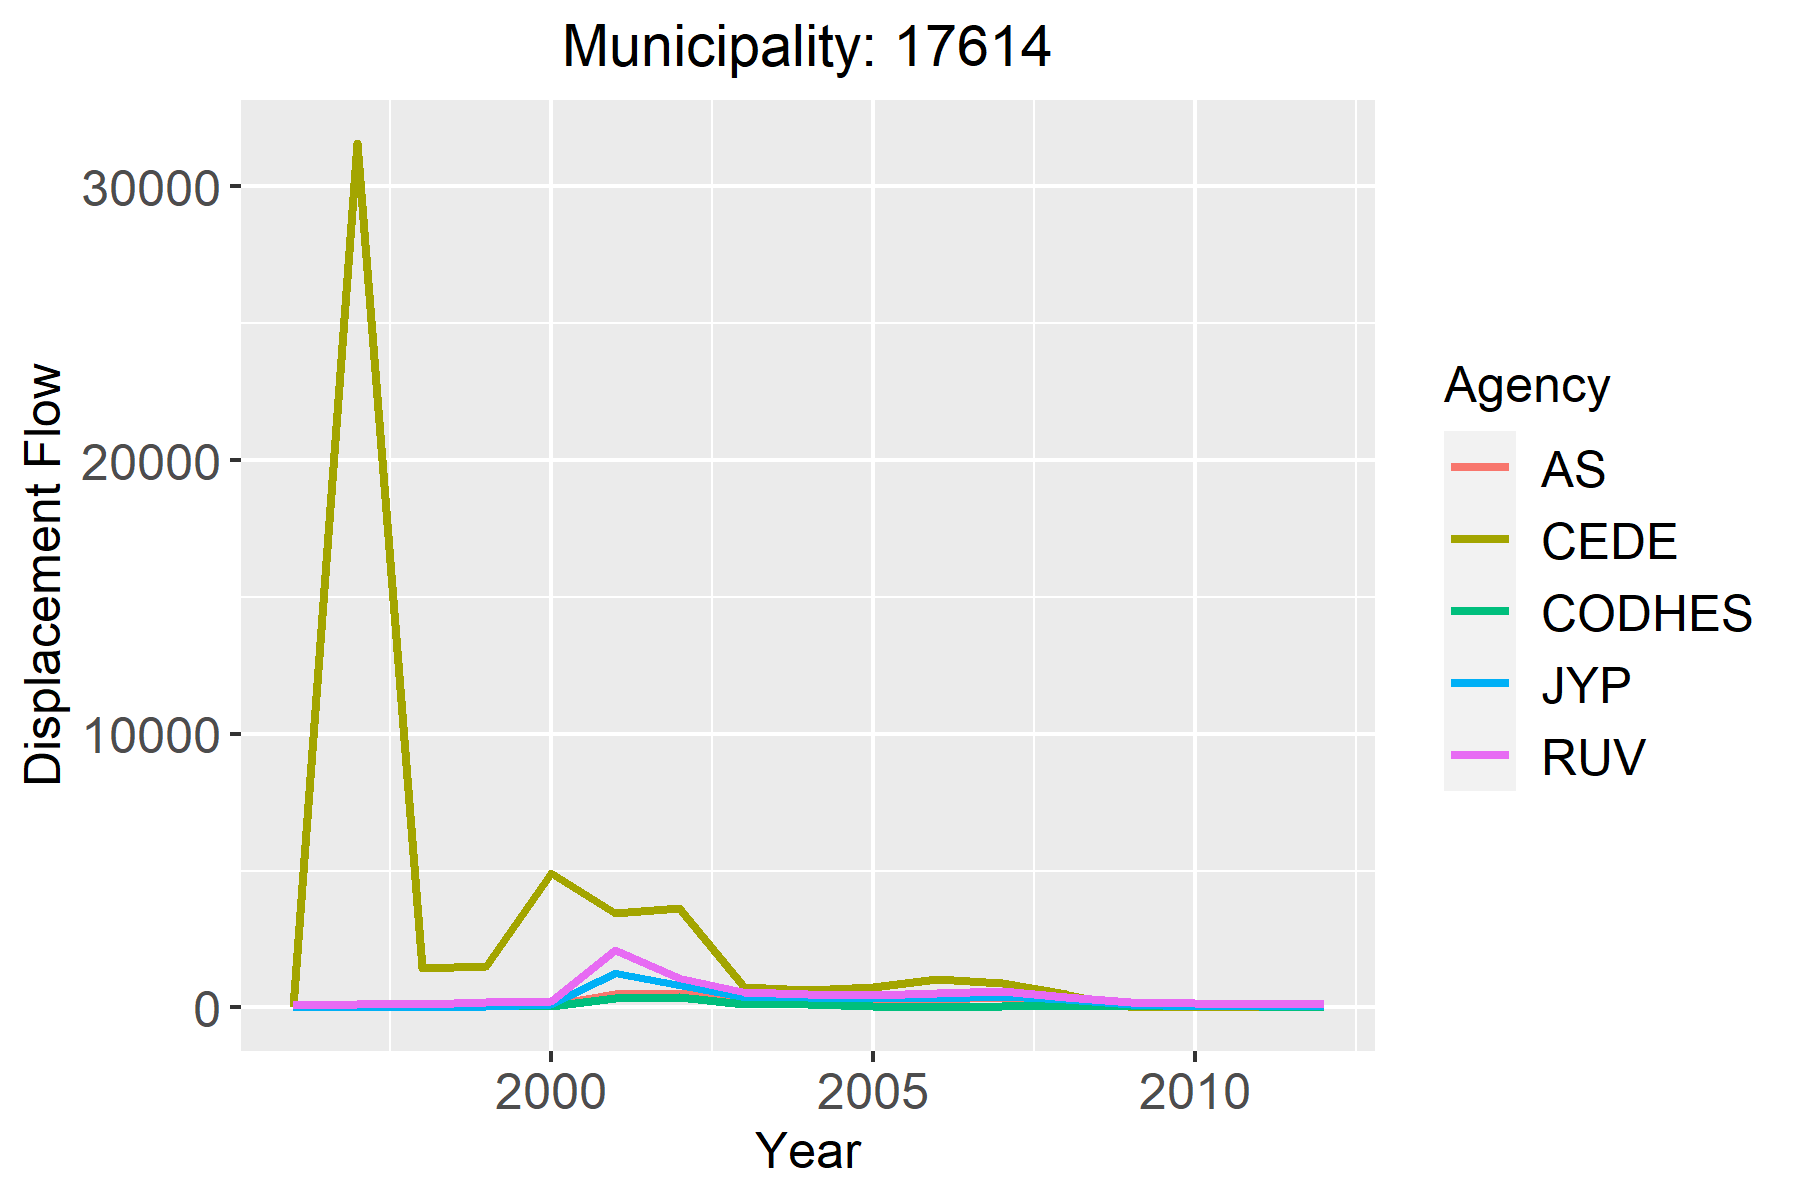 Municipality: 17614
Displacement Flow
30000
20000
10000
0
2000 2005 2010
Year
Agency
AS
CEDE
CODHES
JYP
RUV